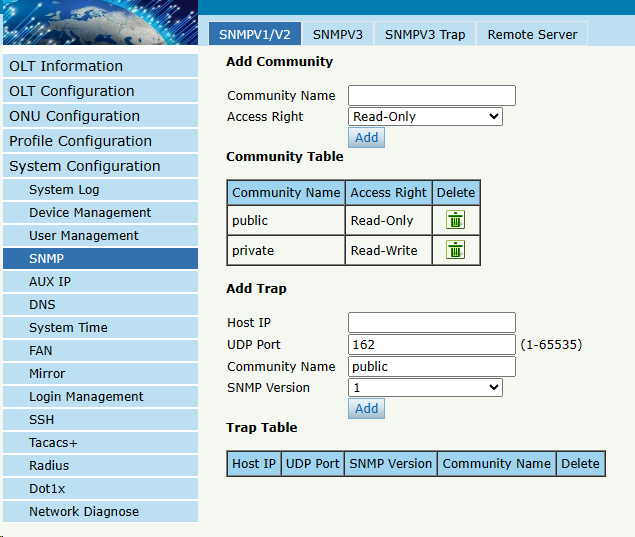 SNMPV1/V2 SNMPV3 SNMPV3 Trap Remote Server
OLT Information
OLT Configuration
ONU Configuration
Profile Configuration
System Configuration
System Log
Device Management
User Management
SNMP
AUX IP
DNS
System Time
FAN
Mirror
Login Management
SSH
Tacacs+
Radius
Dot1x
Network Diagnose
Add Community
Community Name
Access Right Read-Only
Add
Community Table
Community Name Access Right Delete
public Read-Only
private Read-Write
Add Trap
Host IP
UDP Port 162 (1-65535)
Community Name public
SNMP Version 1
Add
Trap Table
Host IP UDP Port SNMP Version Community Name Delete